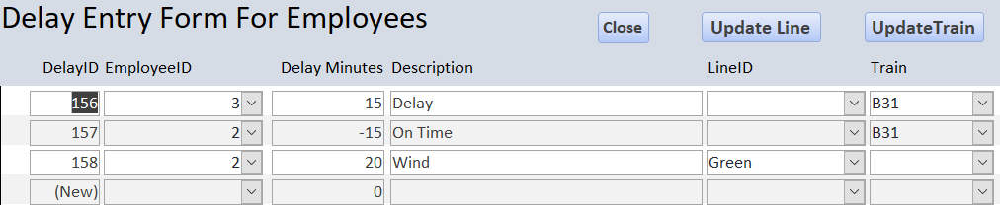 Delay Entry Form For Employees
Close Update Line UpdateTrain
DelayID EmployeeID Delay Minutes Description LineID Train
156 3 15 Delay B31
157 2 -15 On Time B31
158 2 20 Wind Green
(New) 0